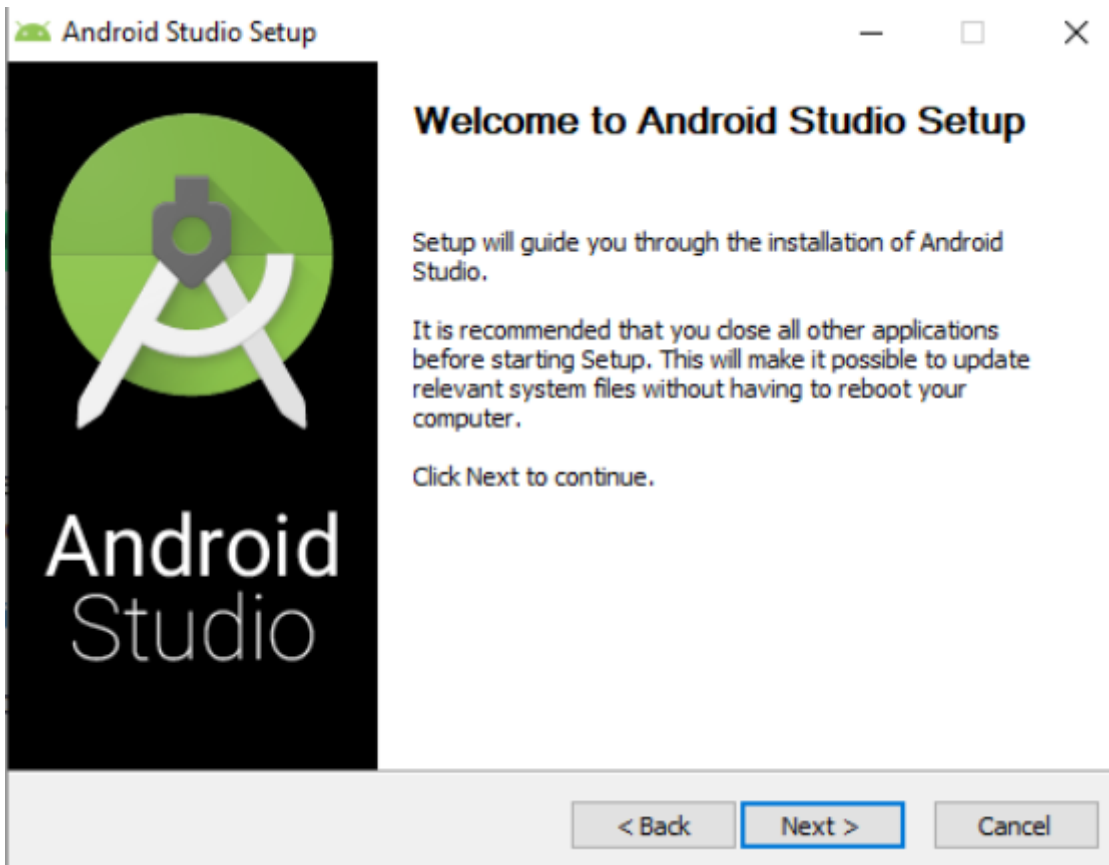 Android Studio Setup
Welcome to Android Studio Setup
Setup will guide you through the installation of Android
Studio.
It is recommended that you close all other applications
before starting Setup. This will make it possible to update
relevant system files without having to reboot your
computer.
Click Next to continue.
Android
Studio
< Back Next > Cancel